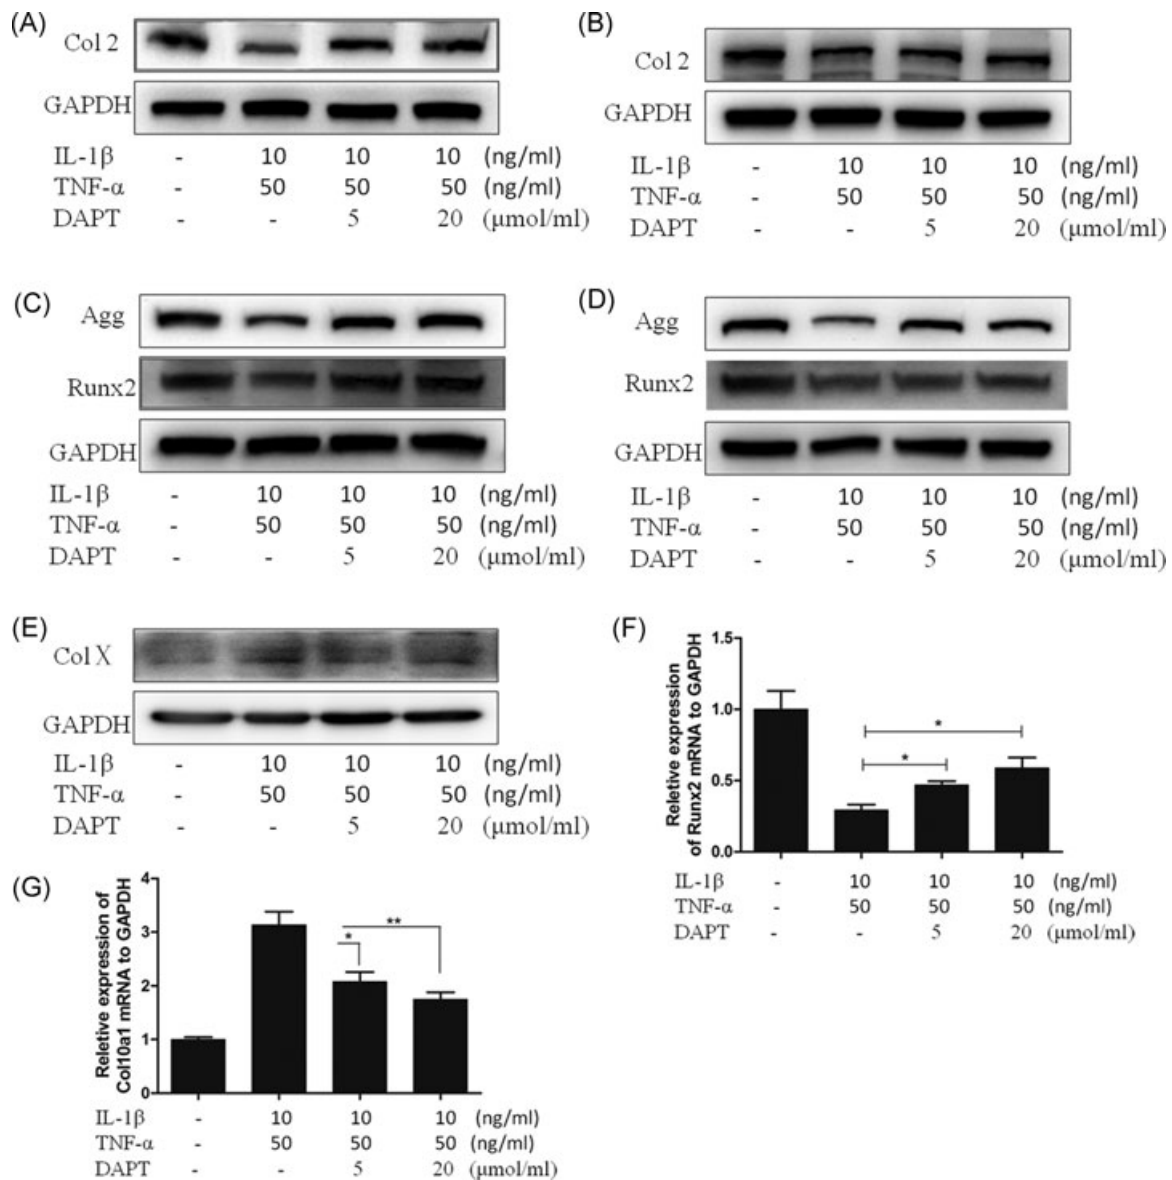 (A)
Col 2
GAPDH
IL-1β - 10 10 10 (ng/ml)
TNF-α - 50 50 50 (ng/ml)
DAPT - - 5 20 (μmol/ml)
(B)
Col 2
GAPDH
IL-1β - 10 10 10 (ng/ml)
TNF-α - 50 50 50 (ng/ml)
DAPT - - 5 20 (μmol/ml)
(C)
Agg
Runx2
GAPDH
IL-1β - 10 10 10 (ng/ml)
TNF-α - 50 50 50 (ng/ml)
DAPT - - 5 20 (μmol/ml)
(D)
Agg
Runx2
GAPDH
IL-1β - 10 10 10 (ng/ml)
TNF-α - 50 50 50 (ng/ml)
DAPT - - 5 20 (μmol/ml)
(E)
Col X
GAPDH
IL-1β - 10 10 10 (ng/ml)
TNF-α - 50 50 50 (ng/ml)
DAPT - - 5 20 (μmol/ml)
(F)
Reletive expression
of Runx2 mRNA to GAPDH
1.5
1.0
0.5
0.0
*
*
IL-1β - 10 10 10 (ng/ml)
TNF-α - 50 50 50 (ng/ml)
DAPT - - 5 20 (μmol/ml)
(G)
Reletive expression of
Col10a1 mRNA to GAPDH
4
3
2
1
0
**
*
IL-1β - 10 10 10 (ng/ml)
TNF-α - 50 50 50 (ng/ml)
DAPT - - 5 20 (μmol/ml)